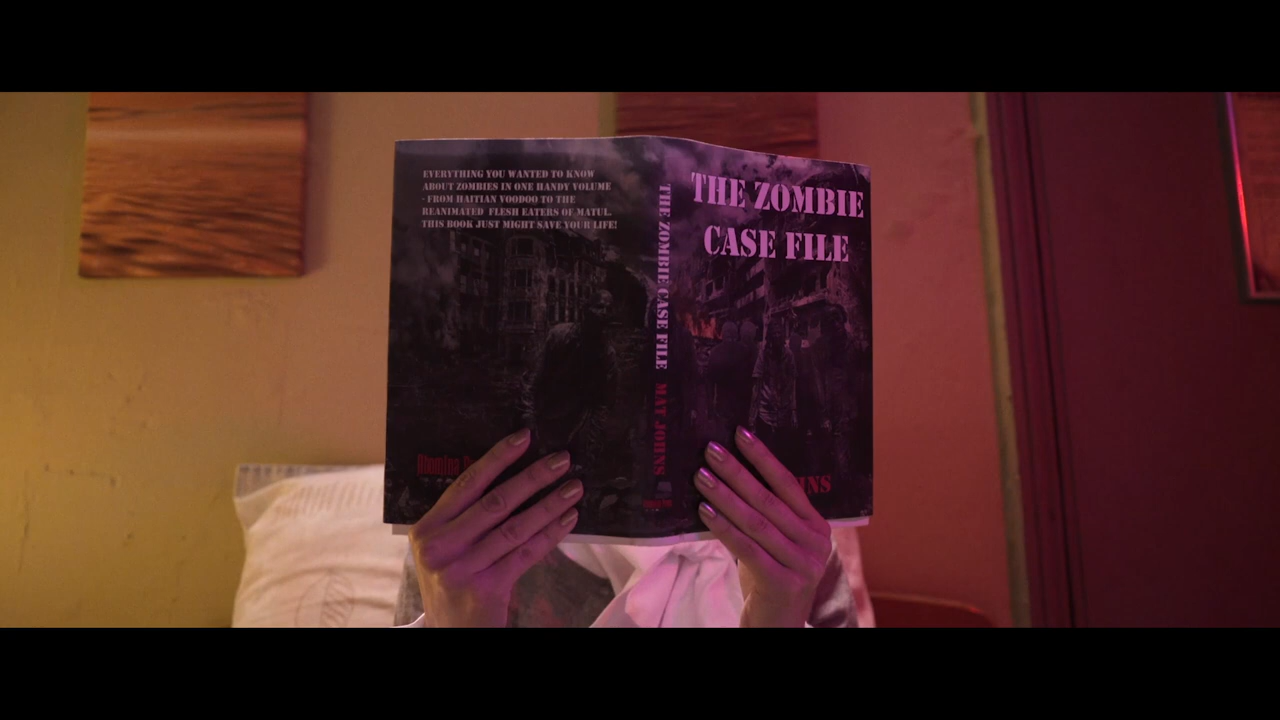 EVERYTHING YOU WANTED TO KNOW
ABOUT ZOMBIES IN ONE HANDY VOLUME
- FROM HAITIAN VOODOO TO THE
REANIMATED FLESH EATERS OF MATUL.
THIS BOOK JUST MIGHT SAVE YOUR LIFE!
THE ZOMBIE CASE FILE MAT JOHNS
THE ZOMBIE
CASE FILE